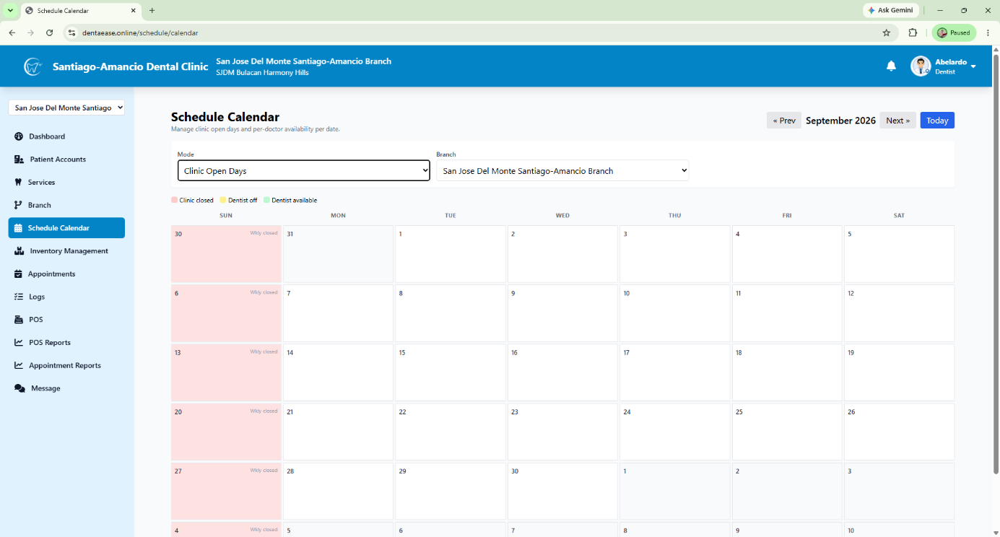 Schedule Calendar
Ask Gemini
dentaease.online/schedule/calendar
Paused
Santiago-Amancio Dental Clinic
San Jose Del Monte Santiago-Amancio Branch
SJDM Bulacan Harmony Hills
Abelardo
Dentist
San Jose Del Monte Santiago
Dashboard
Patient Accounts
Services
Branch
Schedule Calendar
Inventory Management
Appointments
Logs
POS
POS Reports
Appointment Reports
Message
Schedule Calendar
Manage clinic open days and per-doctor availability per date.
« Prev September 2026 Next » Today
Mode Branch
Clinic Open Days San Jose Del Monte Santiago-Amancio Branch
Clinic closed Dentist off Dentist available
SUN MON TUE WED THU FRI SAT
30 Wkly closed 31 1 2 3 4 5
6 Wkly closed 7 8 9 10 11 12
13 Wkly closed 14 15 16 17 18 19
20 Wkly closed 21 22 23 24 25 26
27 Wkly closed 28 29 30 1 2 3
4 Wkly closed 5 6 7 8 9 10